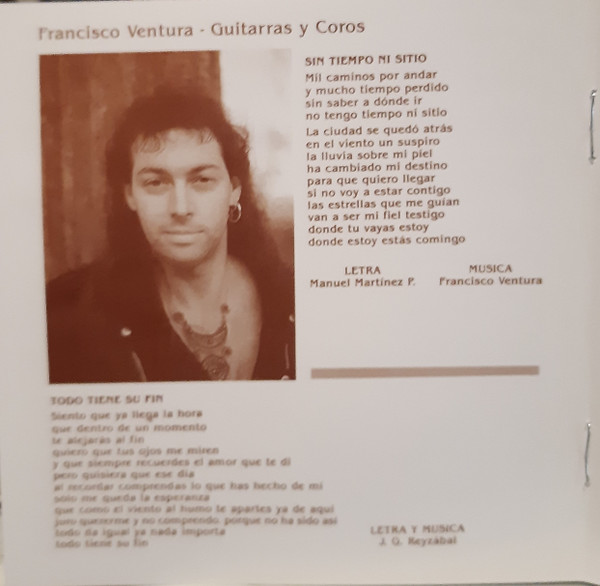 Francisco Ventura - Guitarras y Coros
SIN TIEMPO NI SITIO
Mil caminos por andar
y mucho tiempo perdido
sin saber a dónde ir
no tengo tiempo ni sitio
La ciudad se quedó atrás
en el viento un suspiro
la lluvia sobre mi piel
ha cambiado mi destino
para que quiero llegar
si no voy a estar contigo
las estrellas que me guían
van a ser mi fiel testigo
donde tu vayas estoy
donde estoy estás comingo
LETRA
Manuel Martínez P.
MUSICA
Francisco Ventura
TODO TIENE SU FIN
Siento que ya llega la hora
que dentro de un momento
te alejarás al fin
quiero que tus ojos me miren
y que siempre recuerdes el amor que te di
pero quisiera que ese día
al recordar comprendas lo que has hecho de mi
sólo me queda la esperanza
que como el viento al humo te apartes ya de aquí
juro quererme y no comprendo, porque no ha sido así
todo da igual ya nada importa
todo tiene su fin
LETRA Y MUSICA
J. G. Reyzábal